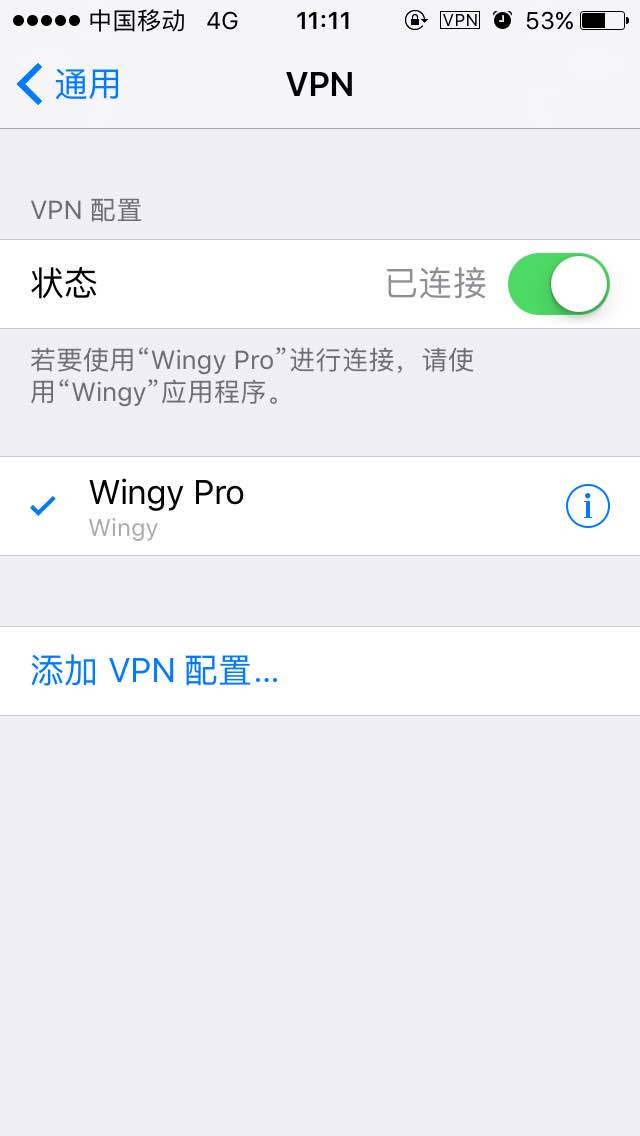 中国移动 4G 11:11 VPN 53%
通用 VPN
VPN 配置
状态 已连接
若要使用“Wingy Pro”进行连接，请使
用“Wingy”应用程序。
Wingy Pro
Wingy
添加 VPN 配置...